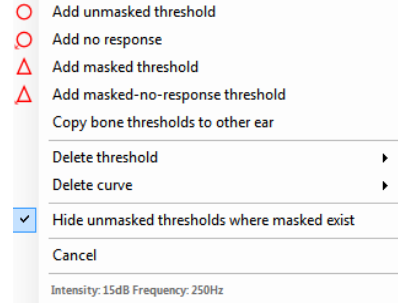 Add unmasked threshold
Add no response
Add masked threshold
Add masked-no-response threshold
Copy bone thresholds to other ear
Delete threshold
Delete curve
Hide unmasked thresholds where masked exist
Cancel
Intensity: 15dB Frequency: 250Hz